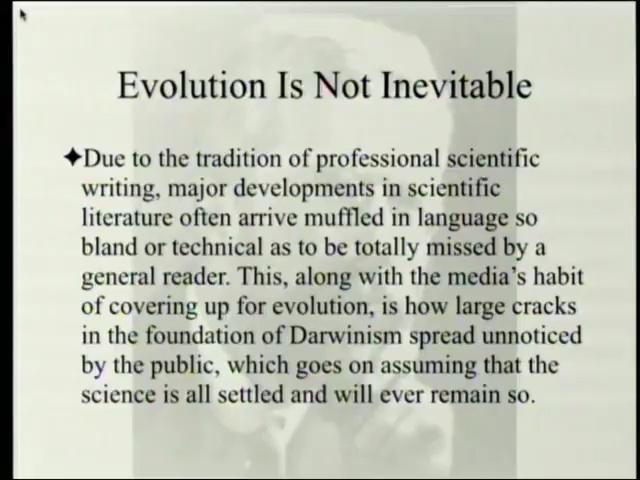 Evolution Is Not Inevitable
✦Due to the tradition of professional scientific
writing, major developments in scientific
literature often arrive muffled in language so
bland or technical as to be totally missed by a
general reader. This, along with the media's habit
of covering up for evolution, is how large cracks
in the foundation of Darwinism spread unnoticed
by the public, which goes on assuming that the
science is all settled and will ever remain so.